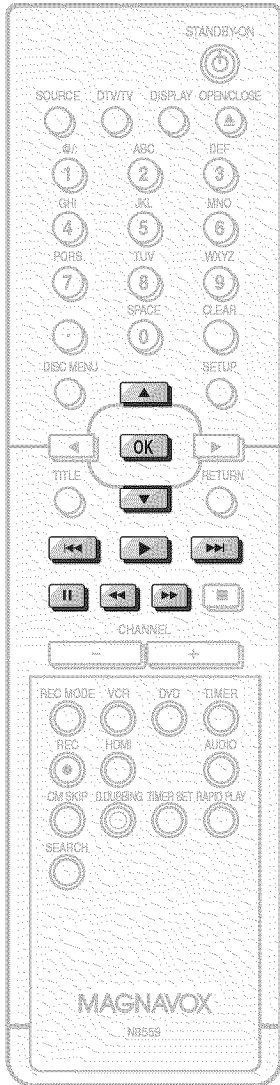 STANDBY-ON
SOURCE DTV/TV DISPLAY OPEN/CLOSE
@/: ABC DEF
1 2 3
GHI JKL MNO
4 5 6
PQRS TUV WXYZ
7 8 9
SPACE CLEAR
. 0
DISC MENU SETUP
OK
TITLE RETURN
CHANNEL
- +
REC MODE VCR DVD TIMER
REC HDMI AUDIO
CM SKIP D.DUBBING TIMER SET RAPID PLAY
SEARCH
MAGNAVOX